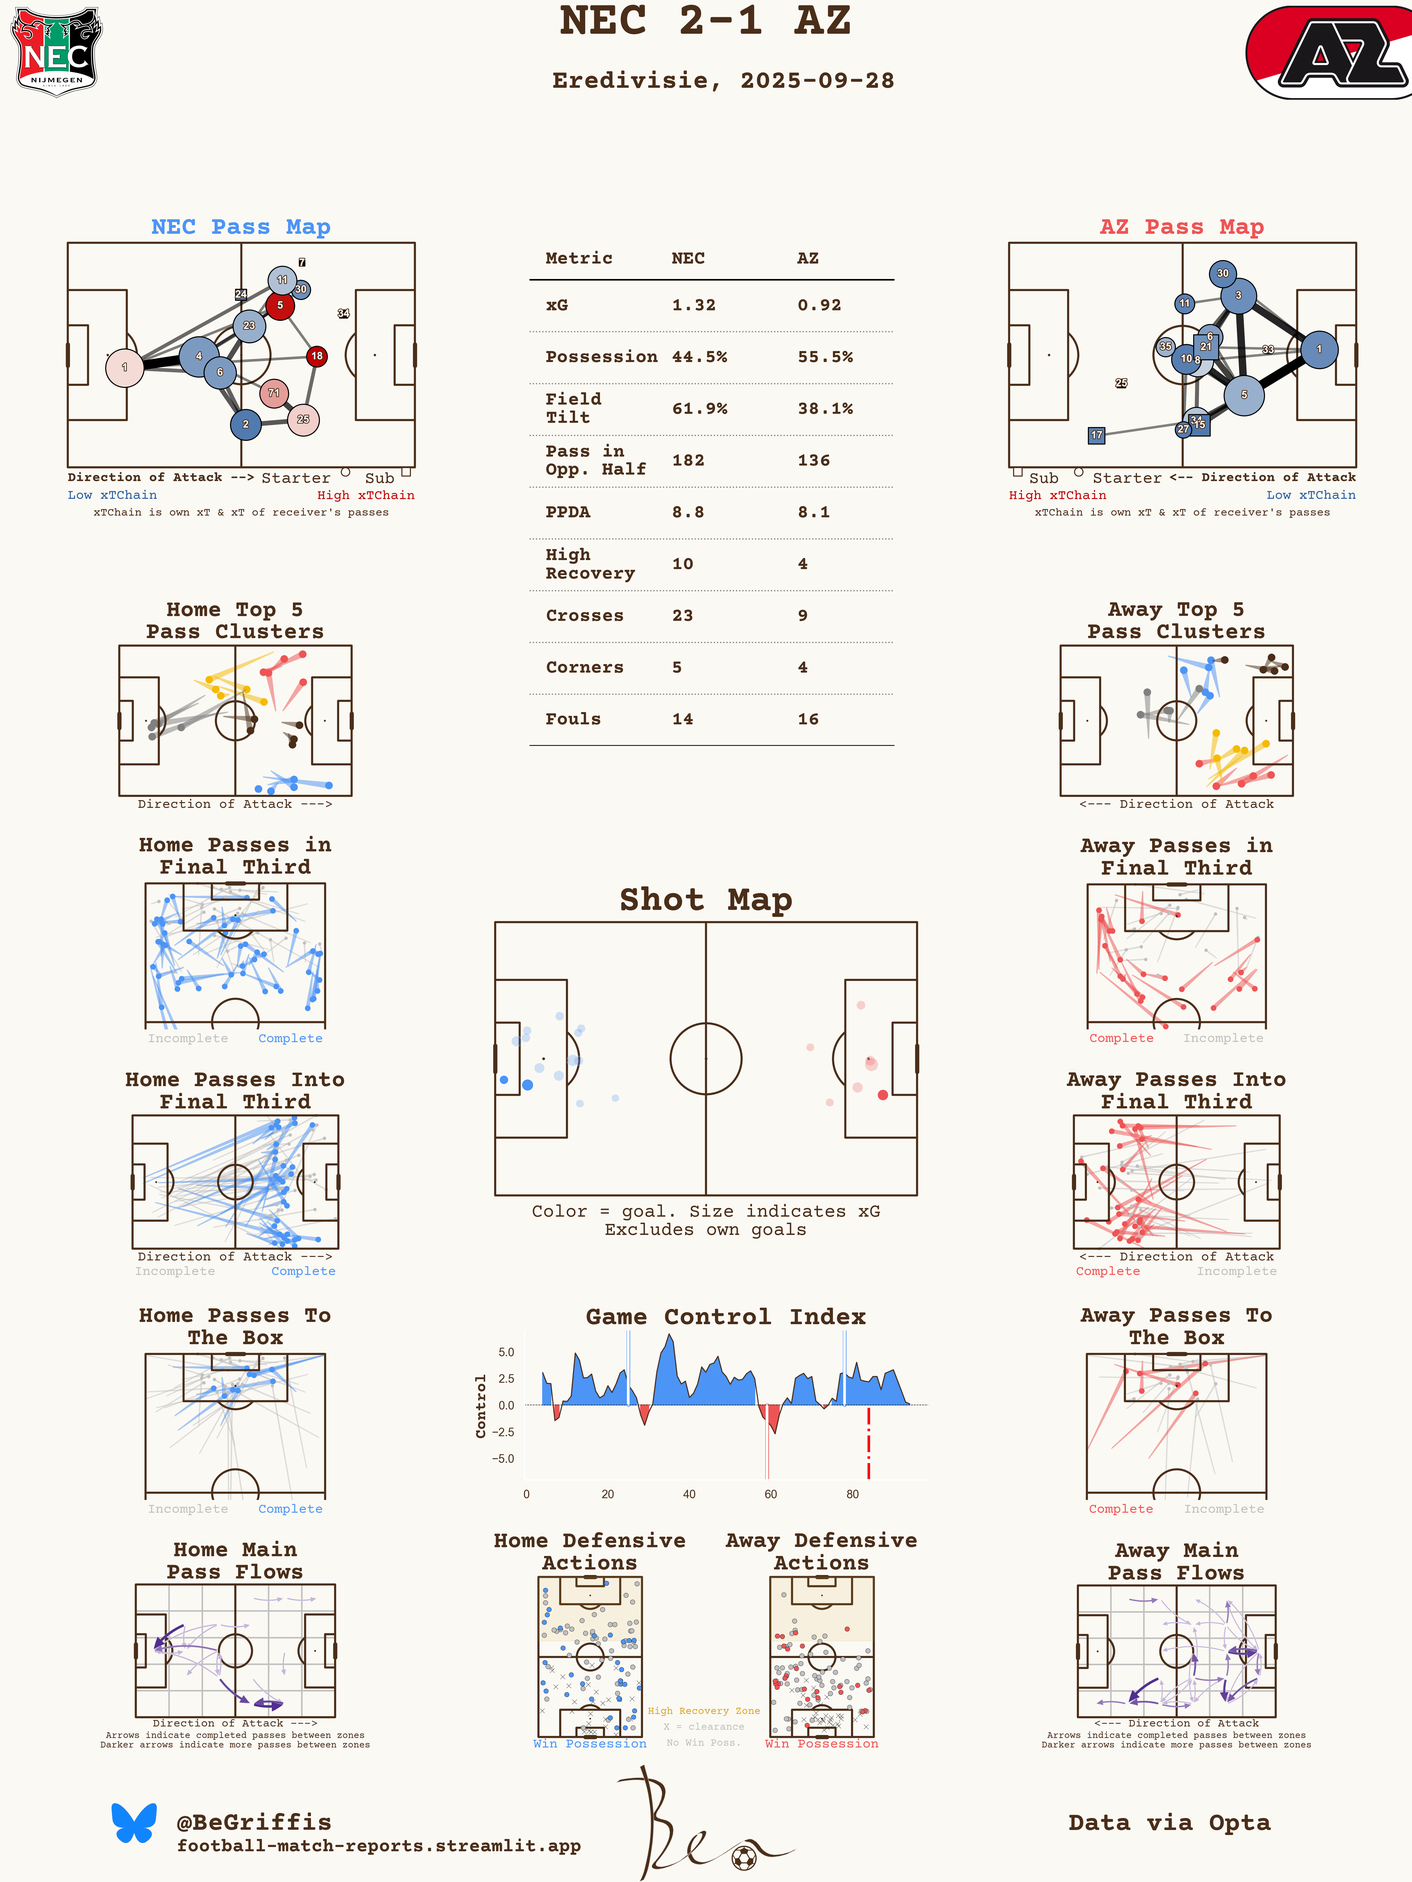 NEC 2-1 AZ
Eredivisie, 2025-09-28
NEC
NIJMEGEN
AZ
NEC Pass Map
7
11
24
30
5
34
23
4
18
1
6
71
25
2
Direction of Attack --> Starter Sub
Low xTChain High xTChain
xTChain is own xT & xT of receiver's passes
Metric NEC AZ
xG 1.32 0.92
Possession 44.5% 55.5%
Field
Tilt 61.9% 38.1%
Pass in
Opp. Half 182 136
PPDA 8.8 8.1
High
Recovery 10 4
Crosses 23 9
Corners 5 4
Fouls 14 16
AZ Pass Map
30
3
11
6
35
21
33
1
10
8
25
5
34
15
27
17
Sub Starter <-- Direction of Attack
High xTChain Low xTChain
xTChain is own xT & xT of receiver's passes
Home Top 5
Pass Clusters
Direction of Attack --->
Away Top 5
Pass Clusters
<--- Direction of Attack
Home Passes in
Final Third
Incomplete Complete
Away Passes in
Final Third
Complete Incomplete
Shot Map
Color = goal. Size indicates xG
Excludes own goals
Home Passes Into
Final Third
Direction of Attack --->
Incomplete Complete
Away Passes Into
Final Third
<--- Direction of Attack
Complete Incomplete
Home Passes To
The Box
Incomplete Complete
Game Control Index
Control
5.0
2.5
0.0
−2.5
−5.0
0 20 40 60 80
Away Passes To
The Box
Complete Incomplete
Home Main
Pass Flows
Direction of Attack --->
Arrows indicate completed passes between zones
Darker arrows indicate more passes between zones
Home Defensive
Actions
Win Possession
High Recovery Zone
X = clearance
No Win Poss.
Away Defensive
Actions
Win Possession
Away Main
Pass Flows
<--- Direction of Attack
Arrows indicate completed passes between zones
Darker arrows indicate more passes between zones
@BeGriffis
football-match-reports.streamlit.app
Ben
Data via Opta